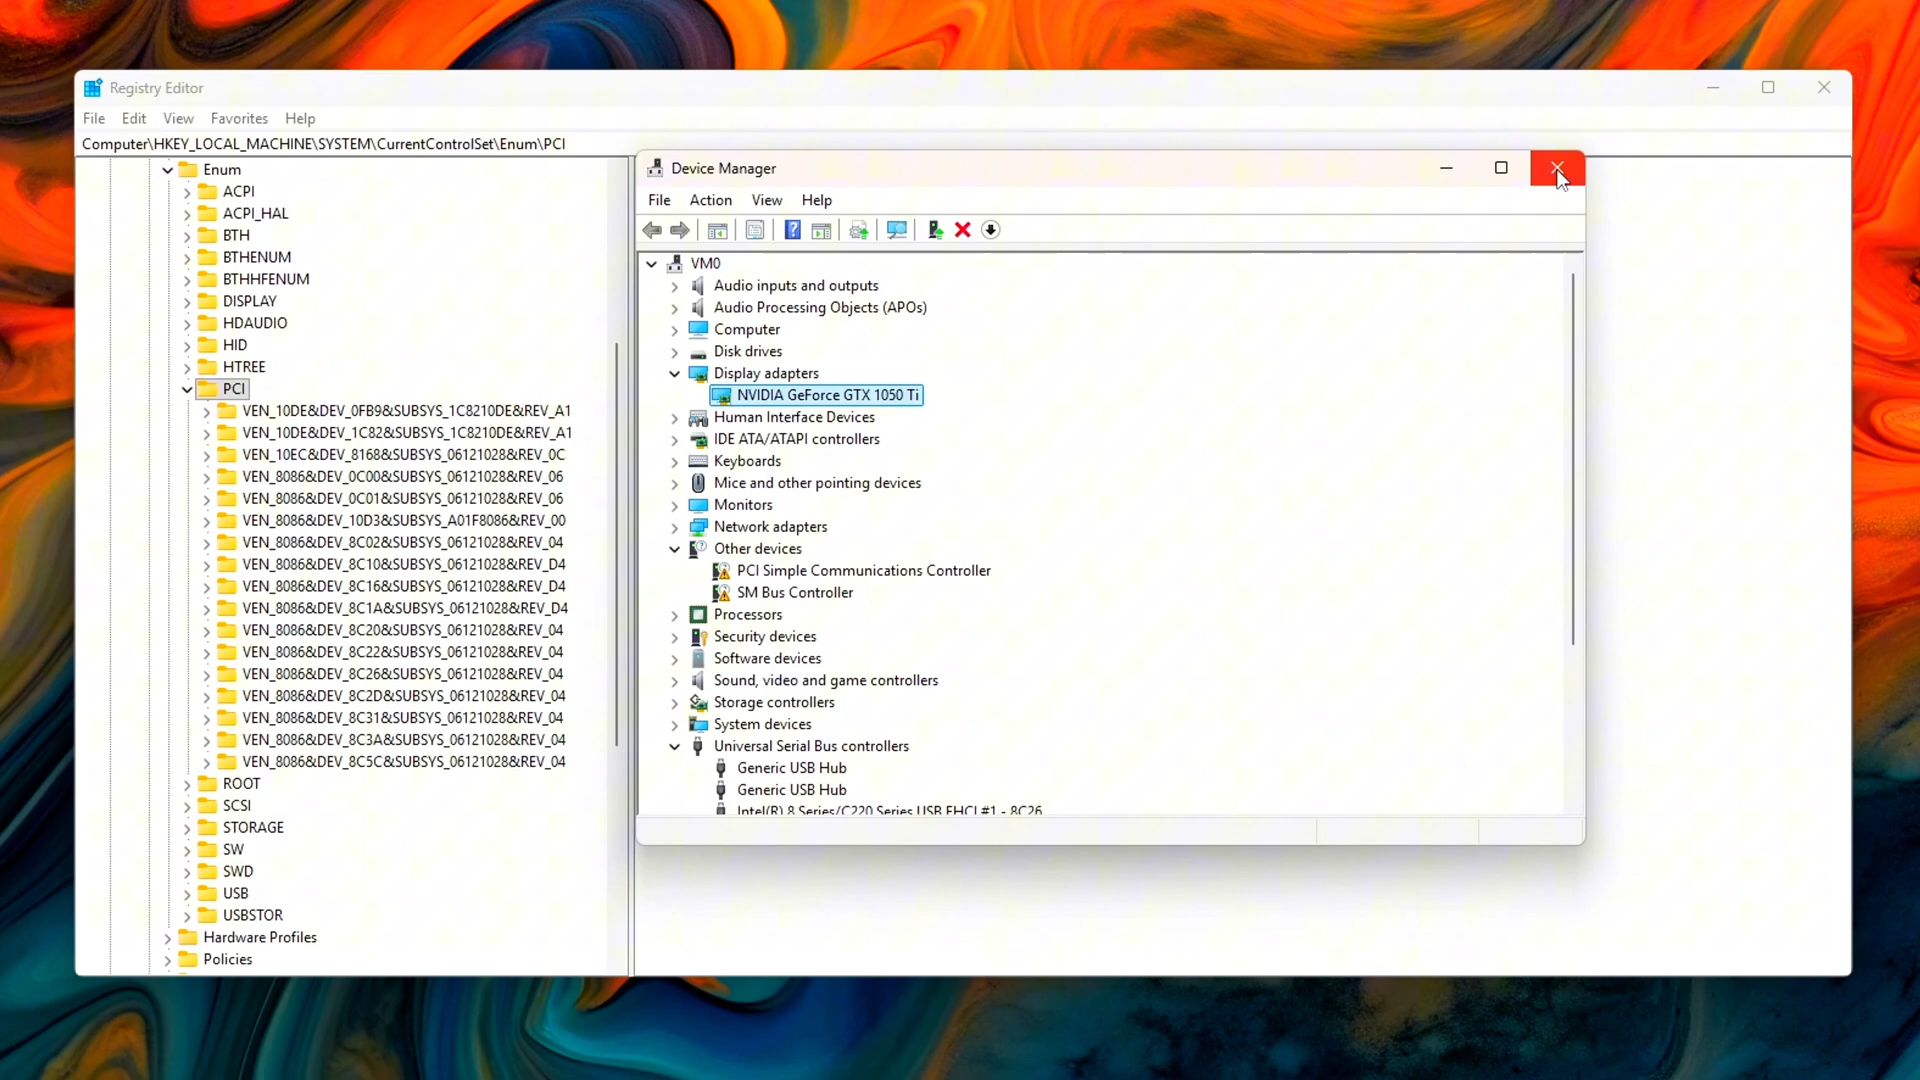 Registry Editor
File Edit View Favorites Help
Computer\HKEY_LOCAL_MACHINE\SYSTEM\CurrentControlSet\Enum\PCI
Enum
ACPI
ACPI_HAL
BTH
BTHENUM
BTHHFENUM
DISPLAY
HDAUDIO
HID
HTREE
PCI
VEN_10DE&DEV_0FB9&SUBSYS_1C8210DE&REV_A1
VEN_10DE&DEV_1C82&SUBSYS_1C8210DE&REV_A1
VEN_10EC&DEV_8168&SUBSYS_06121028&REV_0C
VEN_8086&DEV_0C00&SUBSYS_06121028&REV_06
VEN_8086&DEV_0C01&SUBSYS_06121028&REV_06
VEN_8086&DEV_10D3&SUBSYS_A01F8086&REV_00
VEN_8086&DEV_8C02&SUBSYS_06121028&REV_04
VEN_8086&DEV_8C10&SUBSYS_06121028&REV_D4
VEN_8086&DEV_8C16&SUBSYS_06121028&REV_D4
VEN_8086&DEV_8C1A&SUBSYS_06121028&REV_D4
VEN_8086&DEV_8C20&SUBSYS_06121028&REV_04
VEN_8086&DEV_8C22&SUBSYS_06121028&REV_04
VEN_8086&DEV_8C26&SUBSYS_06121028&REV_04
VEN_8086&DEV_8C2D&SUBSYS_06121028&REV_04
VEN_8086&DEV_8C31&SUBSYS_06121028&REV_04
VEN_8086&DEV_8C3A&SUBSYS_06121028&REV_04
VEN_8086&DEV_8C5C&SUBSYS_06121028&REV_04
ROOT
SCSI
STORAGE
SW
SWD
USB
USBSTOR
Hardware Profiles
Policies
Device Manager
File Action View Help
VM0
Audio inputs and outputs
Audio Processing Objects (APOs)
Computer
Disk drives
Display adapters
NVIDIA GeForce GTX 1050 Ti
Human Interface Devices
IDE ATA/ATAPI controllers
Keyboards
Mice and other pointing devices
Monitors
Network adapters
Other devices
PCI Simple Communications Controller
SM Bus Controller
Processors
Security devices
Software devices
Sound, video and game controllers
Storage controllers
System devices
Universal Serial Bus controllers
Generic USB Hub
Generic USB Hub
Intel(R) 8 Series/C220 Series USB EHCI #1 - 8C26